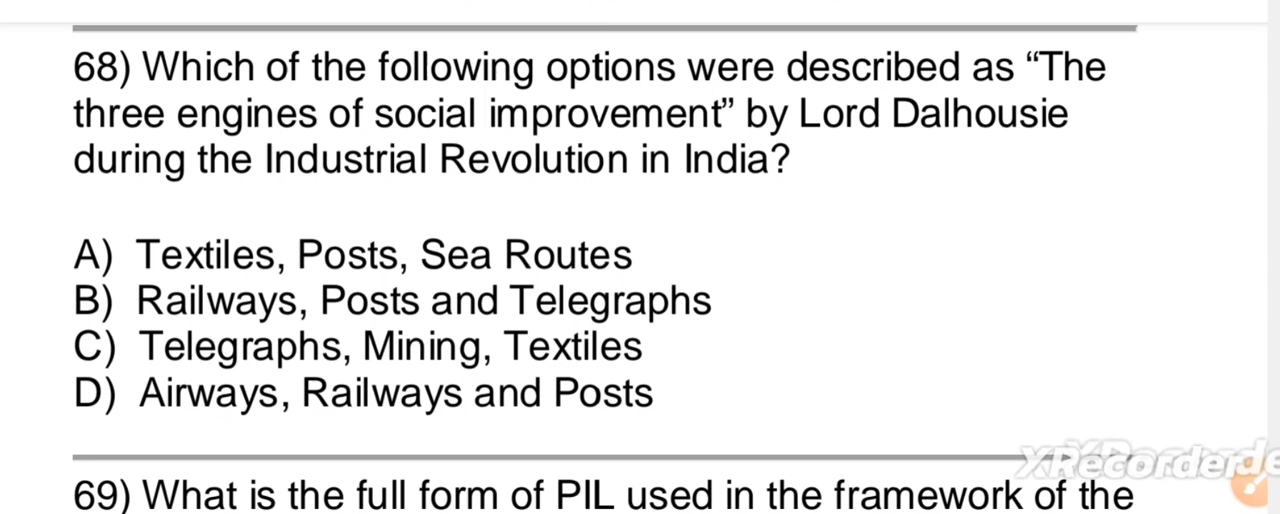 68) Which of the following options were described as “The
three engines of social improvement” by Lord Dalhousie
during the Industrial Revolution in India?
A) Textiles, Posts, Sea Routes
B) Railways, Posts and Telegraphs
C) Telegraphs, Mining, Textiles
D) Airways, Railways and Posts
XRecorder
69) What is the full form of PIL used in the framework of the